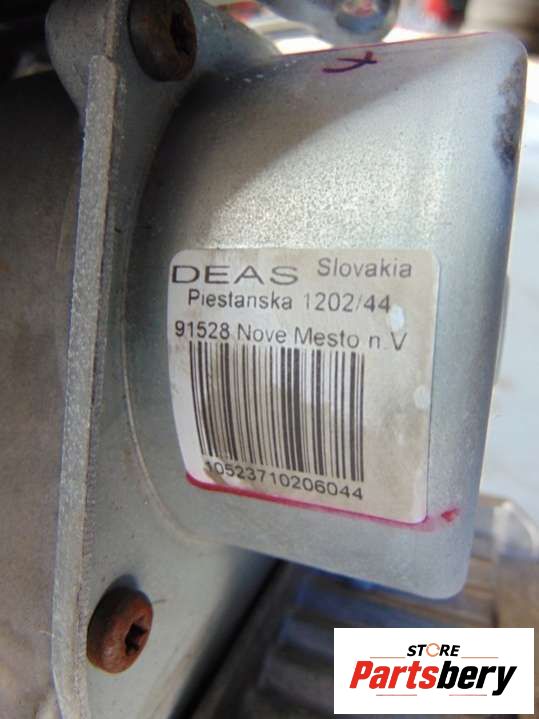 DEAS Slovakia
Piestanska 1202/44
91528 Nove Mesto n.V
10523710206044
STORE
Partsbery